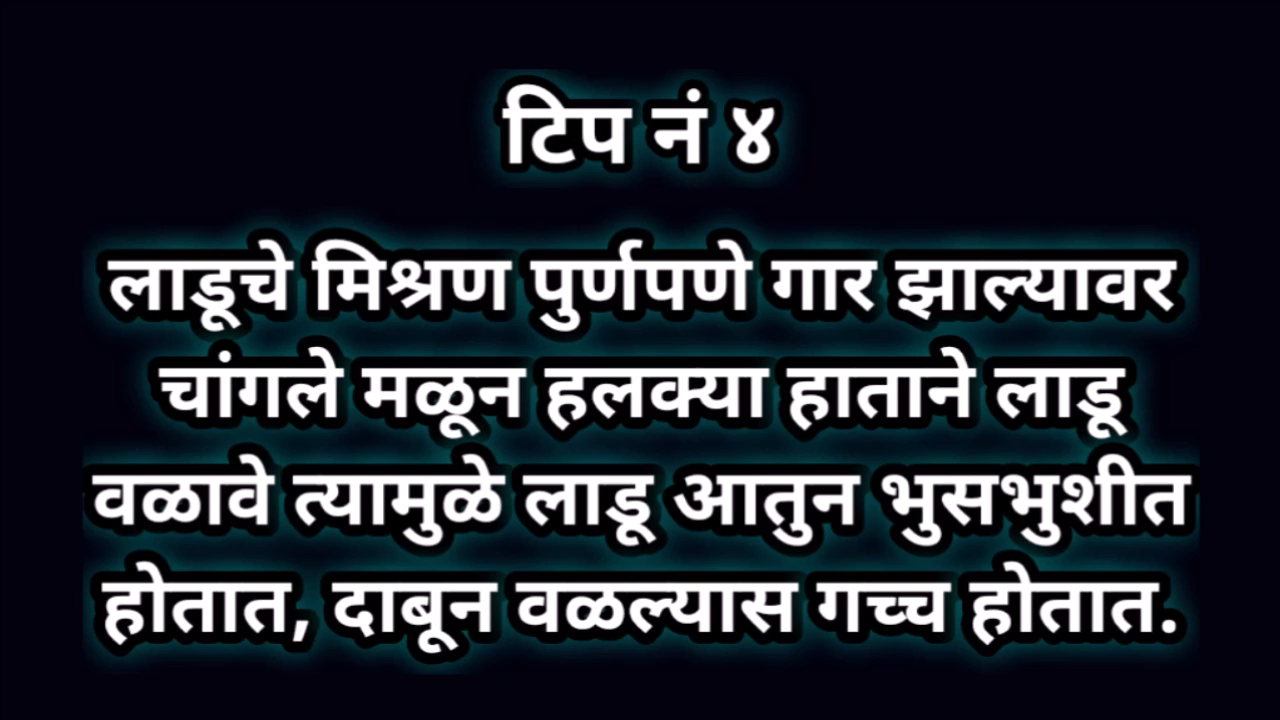 टिप नं ४
लाडूचे मिश्रण पुर्णपणे गार झाल्यावर
चांगले मळून हलक्या हाताने लाडू
वळावे त्यामुळे लाडू आतुन भुसभुशीत
होतात, दाबून वळल्यास गच्च होतात.